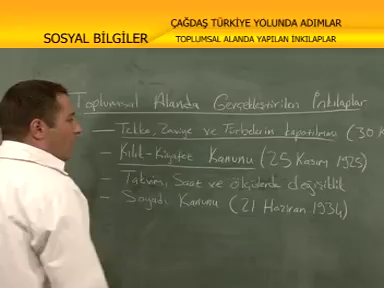 ÇAĞDAŞ TÜRKİYE YOLUNDA ADIMLAR
SOSYAL BİLGİLER
TOPLUMSAL ALANDA YAPILAN İNKILAPLAR
Toplumsal Alanda Gerçekleştirilen İnkılaplar
— Tekke, Zaviye ve Türbelerin kapatılması (30 K
— Kılık-Kıyafet Kanunu (25 Kasım 1925)
— Takvim, Saat ve ölçülerde değişiklik
— Soyadı Kanunu (21 Haziran 1934)